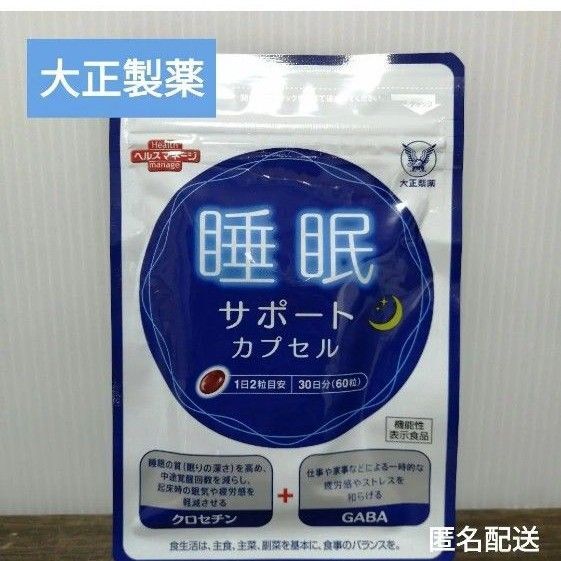 大正製薬
Health
ヘルスマネージ
manage
大正製薬
睡眠
サポート
カプセル
1日2粒目安 30日分(60粒)
機能性
表示食品
睡眠の質(眠りの深さ)を高め、
中途覚醒回数を減らし、
起床時の眠気や疲労感を
軽減させる
クロセチン
+
仕事や家事などによる一時的な
疲労感やストレスを
和らげる
GABA
食生活は、主食、主菜、副菜を基本に、食事のバランスを。
匿名配送